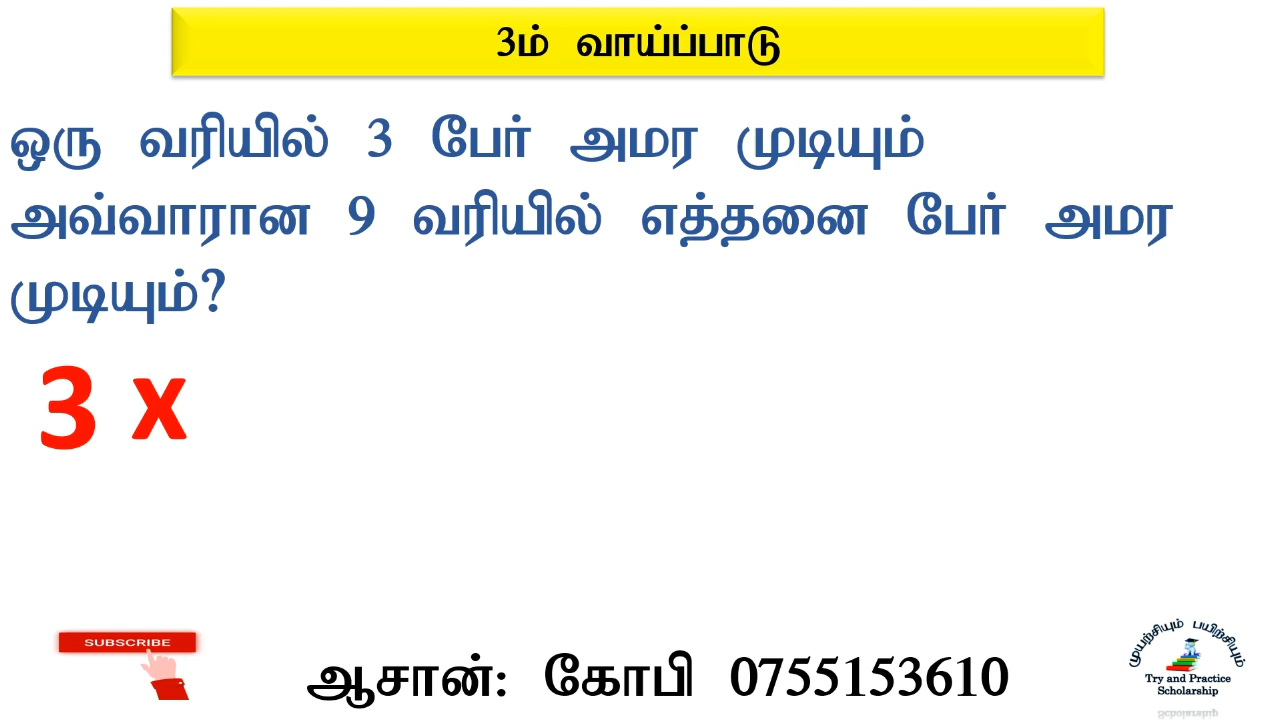 3ம் வாய்ப்பாடு
ஒரு வரியில் 3 பேர் அமர முடியும்
அவ்வாரான 9 வரியில் எத்தனை பேர் அமர
முடியும்?
3 x
SUBSCRIBE
ஆசான்: கோபி 0755153610
முயற்சியும் பயிற்சியும்
Try and Practice
Scholarship